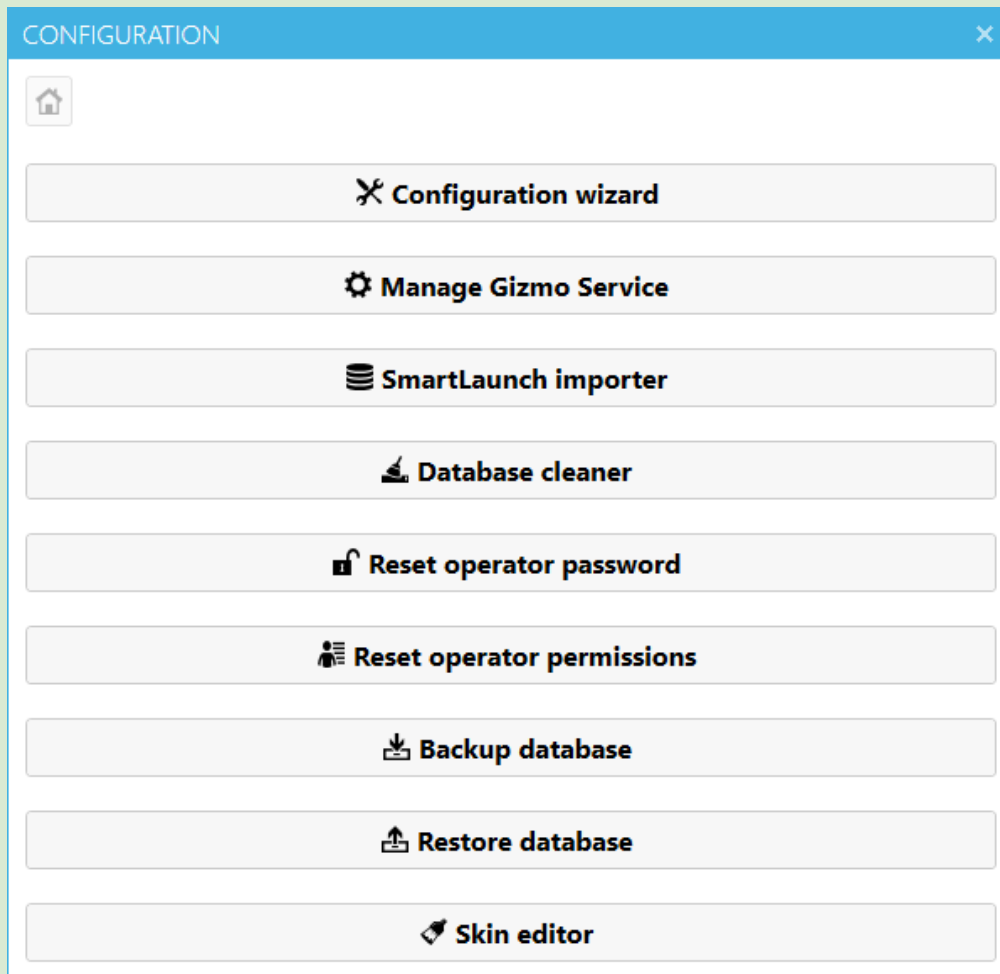 CONFIGURATION
Configuration wizard
Manage Gizmo Service
SmartLaunch importer
Database cleaner
Reset operator password
Reset operator permissions
Backup database
Restore database
Skin editor